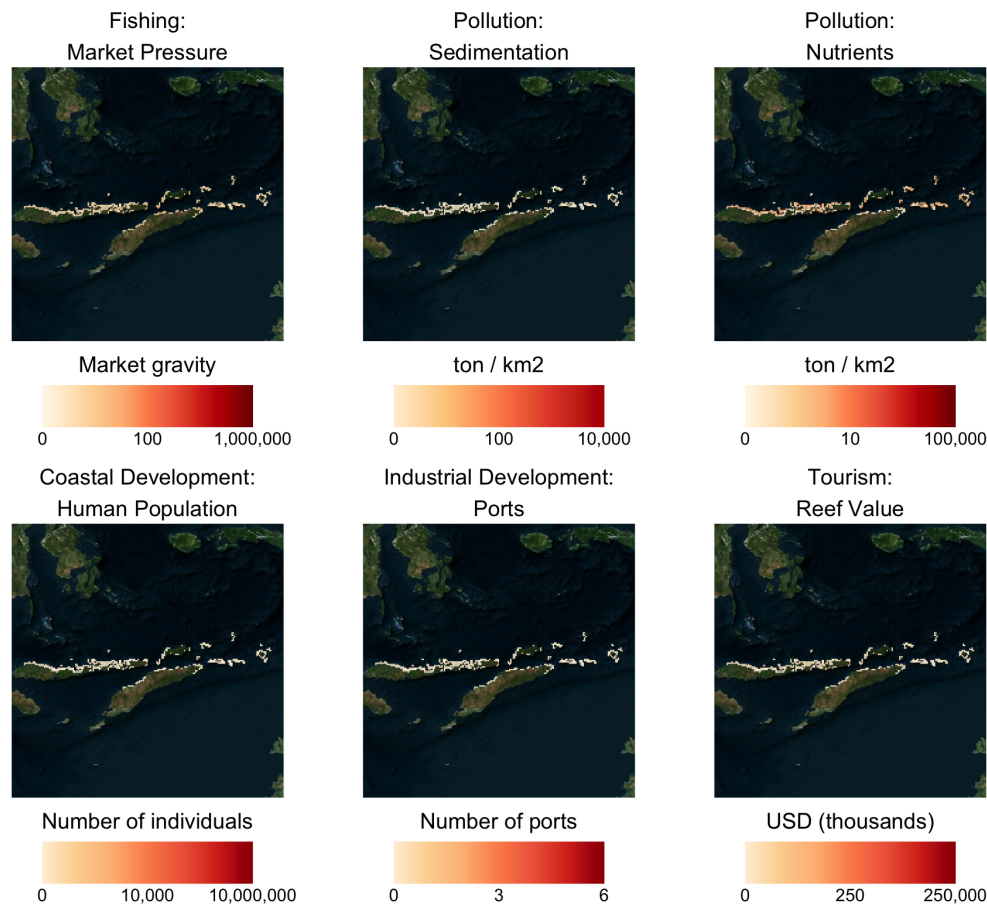 Fishing:
Market Pressure
Pollution:
Sedimentation
Pollution:
Nutrients
Market gravity
0 100 1,000,000
ton / km2
0 100 10,000
ton / km2
0 10 100,000
Coastal Development:
Human Population
Industrial Development:
Ports
Tourism:
Reef Value
Number of individuals
0 10,000 10,000,000
Number of ports
0 3 6
USD (thousands)
0 250 250,000